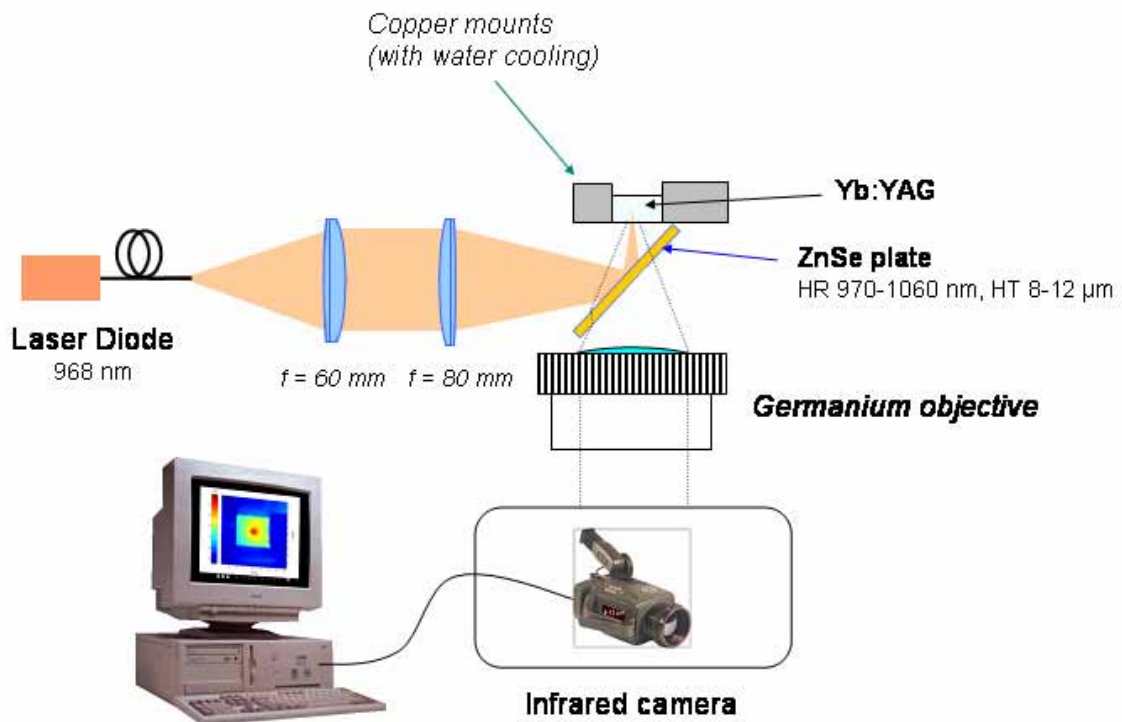 Copper mounts
(with water cooling)
Yb:YAG
ZnSe plate
HR 970-1060 nm, HT 8-12 µm
Laser Diode
968 nm
f = 60 mm
f = 80 mm
Germanium objective
Infrared camera